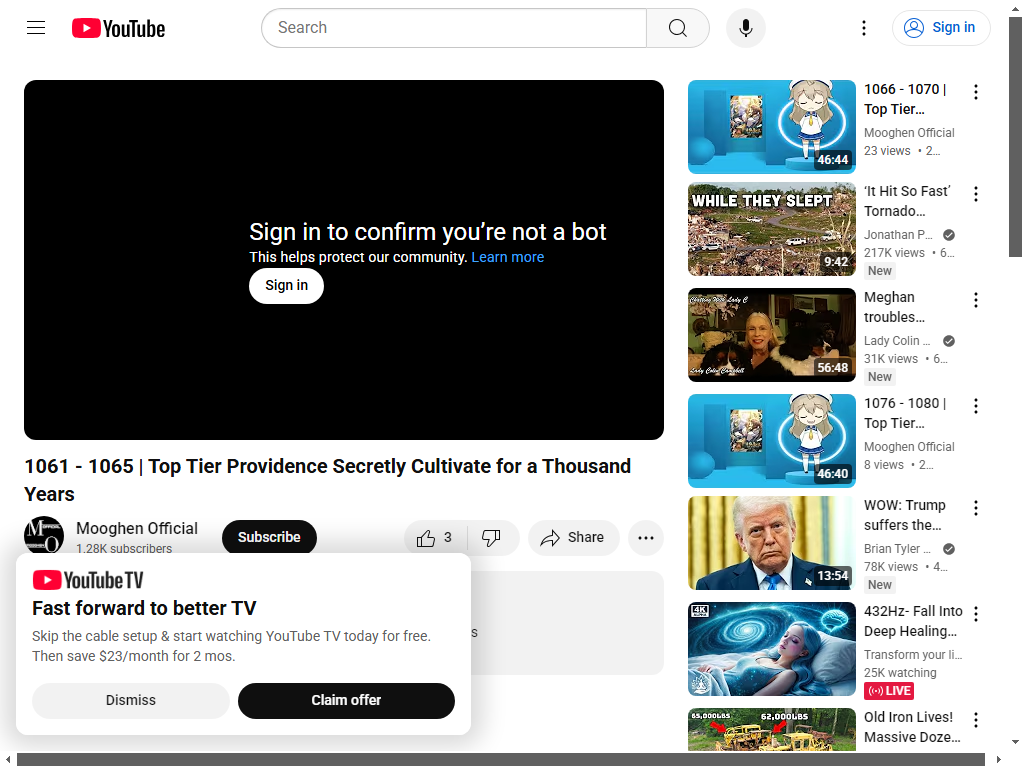 YouTube
Search
Sign in
Sign in to confirm you’re not a bot
This helps protect our community. Learn more
Sign in
1061 - 1065 | Top Tier Providence Secretly Cultivate for a Thousand
Years
Mooghen Official
1.28K subscribers
Subscribe
3
Share
YouTube TV
Fast forward to better TV
Skip the cable setup & start watching YouTube TV today for free.
Then save $23/month for 2 mos.
Dismiss
Claim offer
s
46:44
1066 - 1070 |
Top Tier…
Mooghen Official
23 views • 2…
WHILE THEY SLEPT
9:42
‘It Hit So Fast’
Tornado…
Jonathan P…
217K views • 6…
New
Chatting With Lady C
Lady Colin Campbell
56:48
Meghan
troubles…
Lady Colin …
31K views • 6…
New
46:40
1076 - 1080 |
Top Tier…
Mooghen Official
8 views • 2…
13:54
WOW: Trump
suffers the…
Brian Tyler …
78K views • 4…
New
4K
432Hz- Fall Into
Deep Healing…
Transform your li…
25K watching
LIVE
65,000LBS
62,000LBS
Old Iron Lives!
Massive Doze…